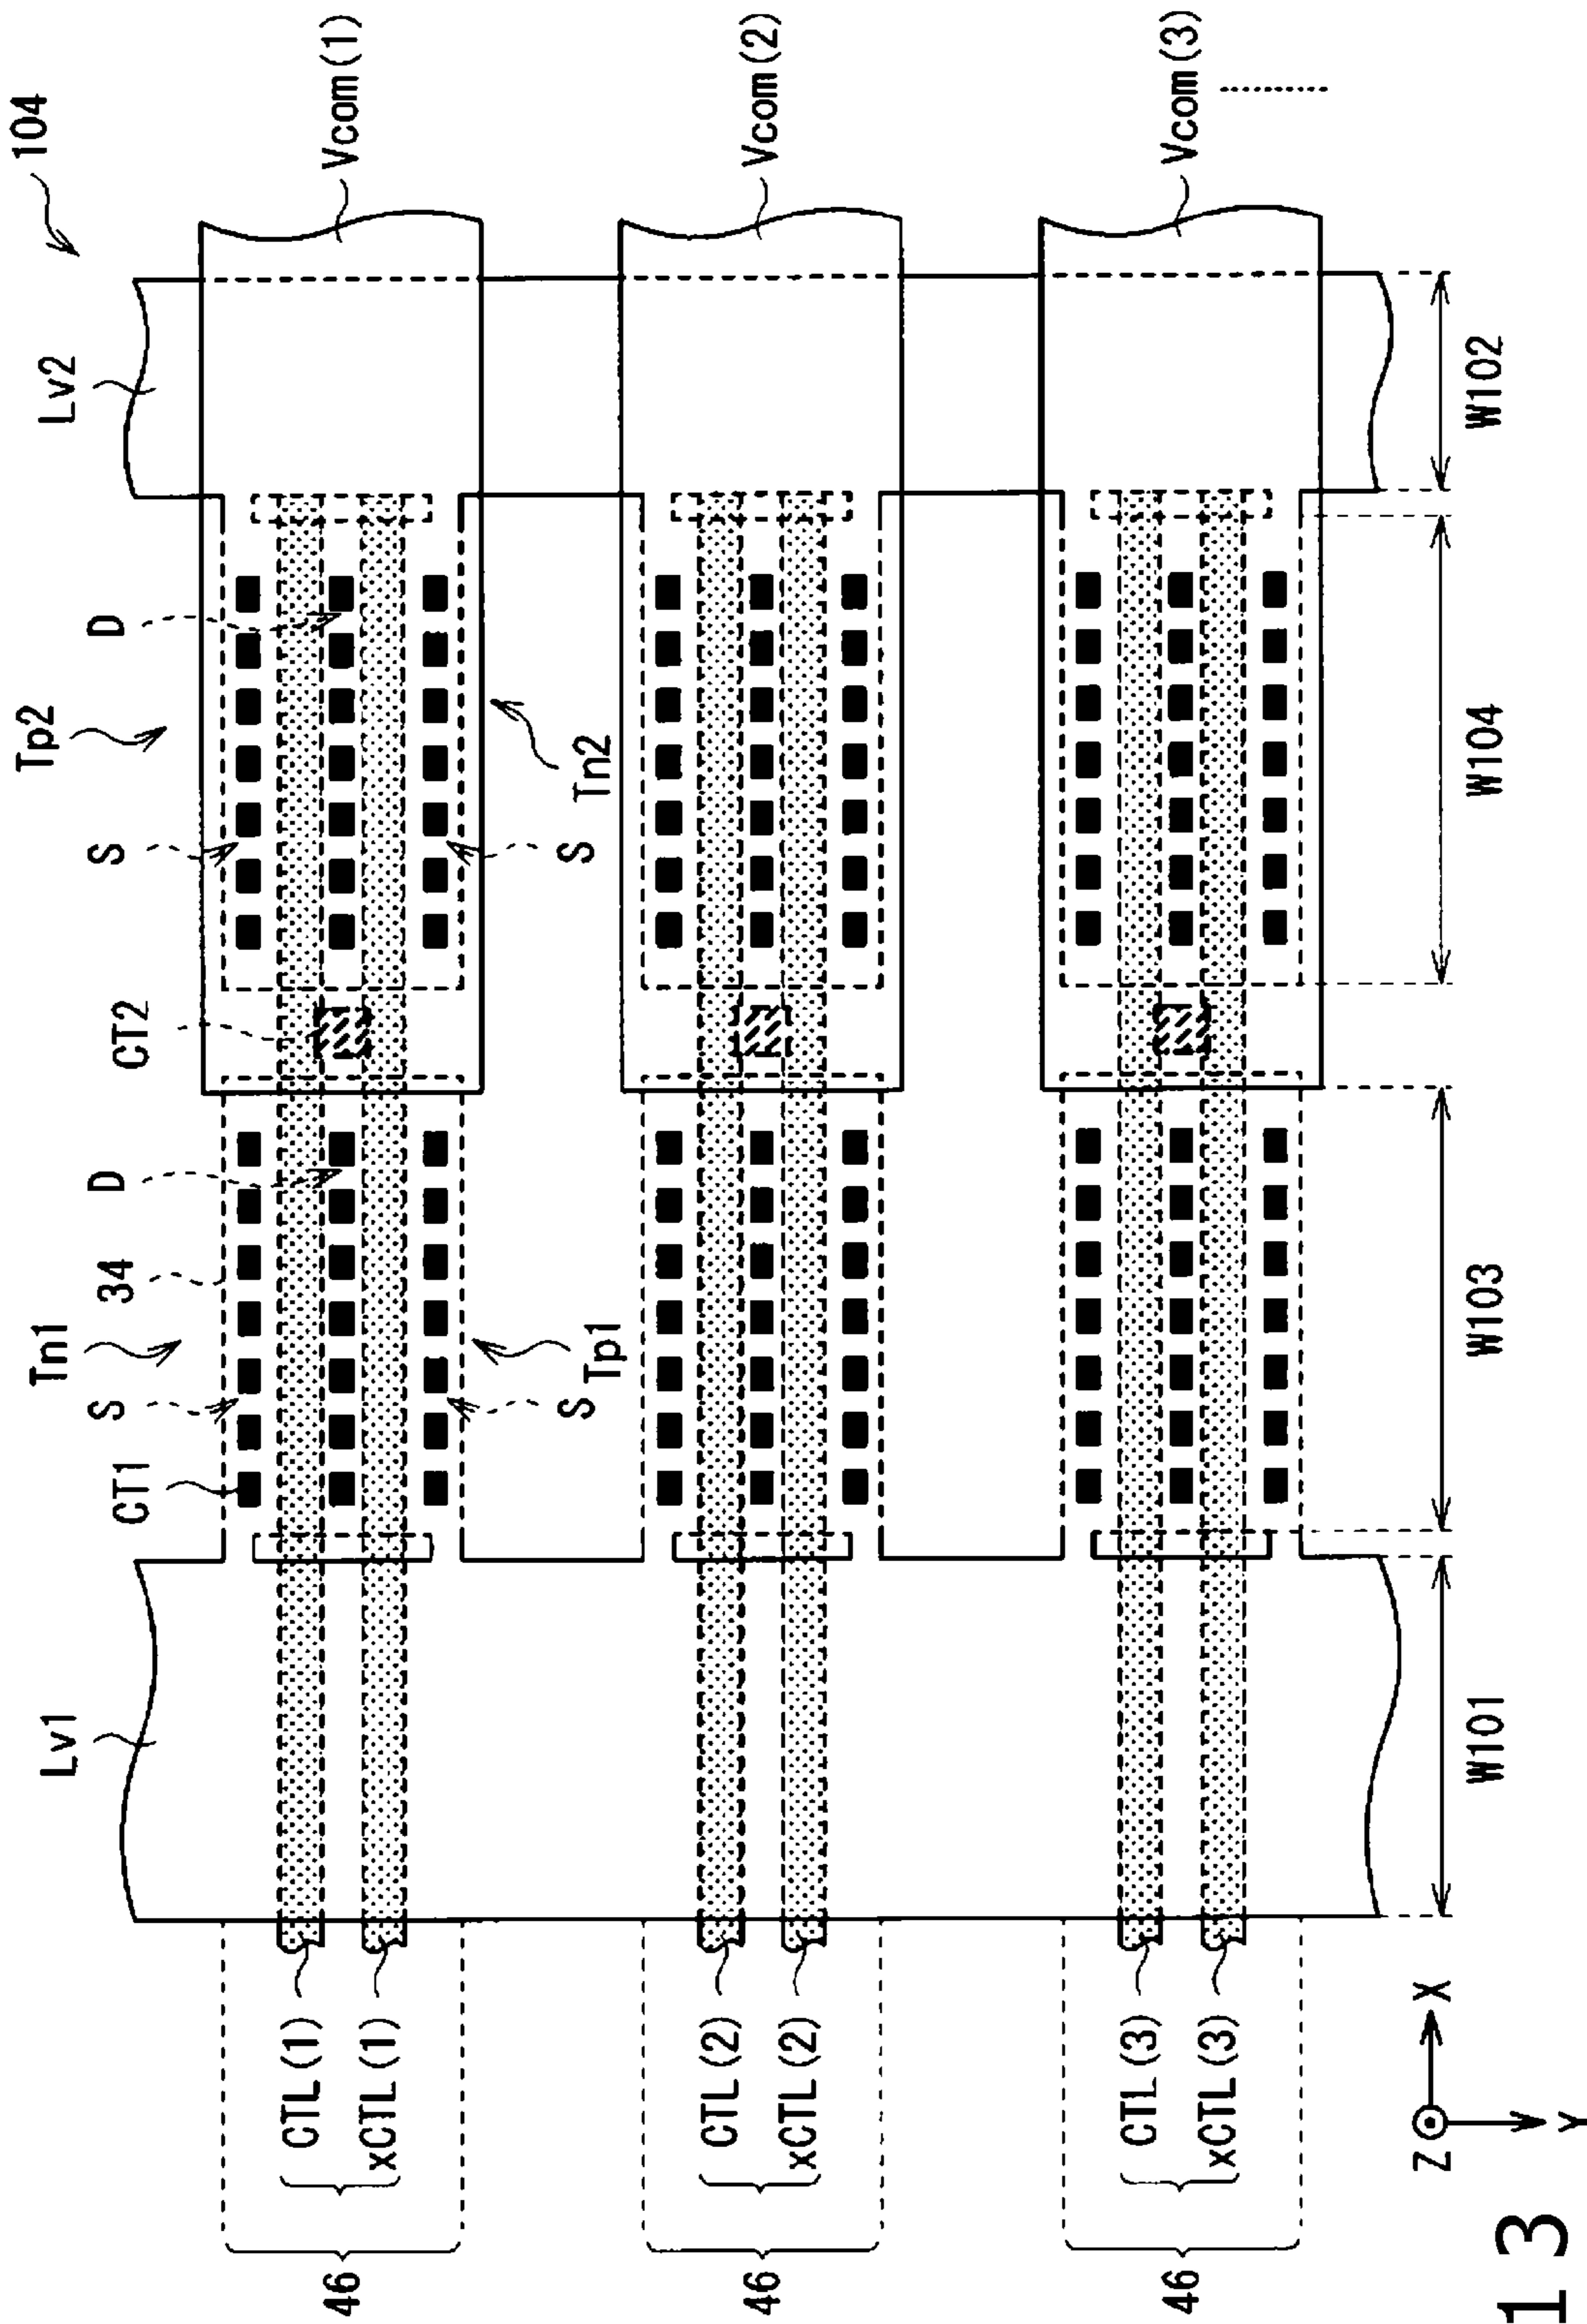 104
Tp2
Tn1
Lv2
D
S
CT2
D
34
S
CT1
Lv1
Vcom(1)
Vcom(2)
Vcom(3)
Tn2
S
Tp1
S
CTL(1)
xCTL(1)
46
CTL(2)
xCTL(2)
46
CTL(3)
xCTL(3)
46
W101
W103
W104
W102
X
Z
Y
13